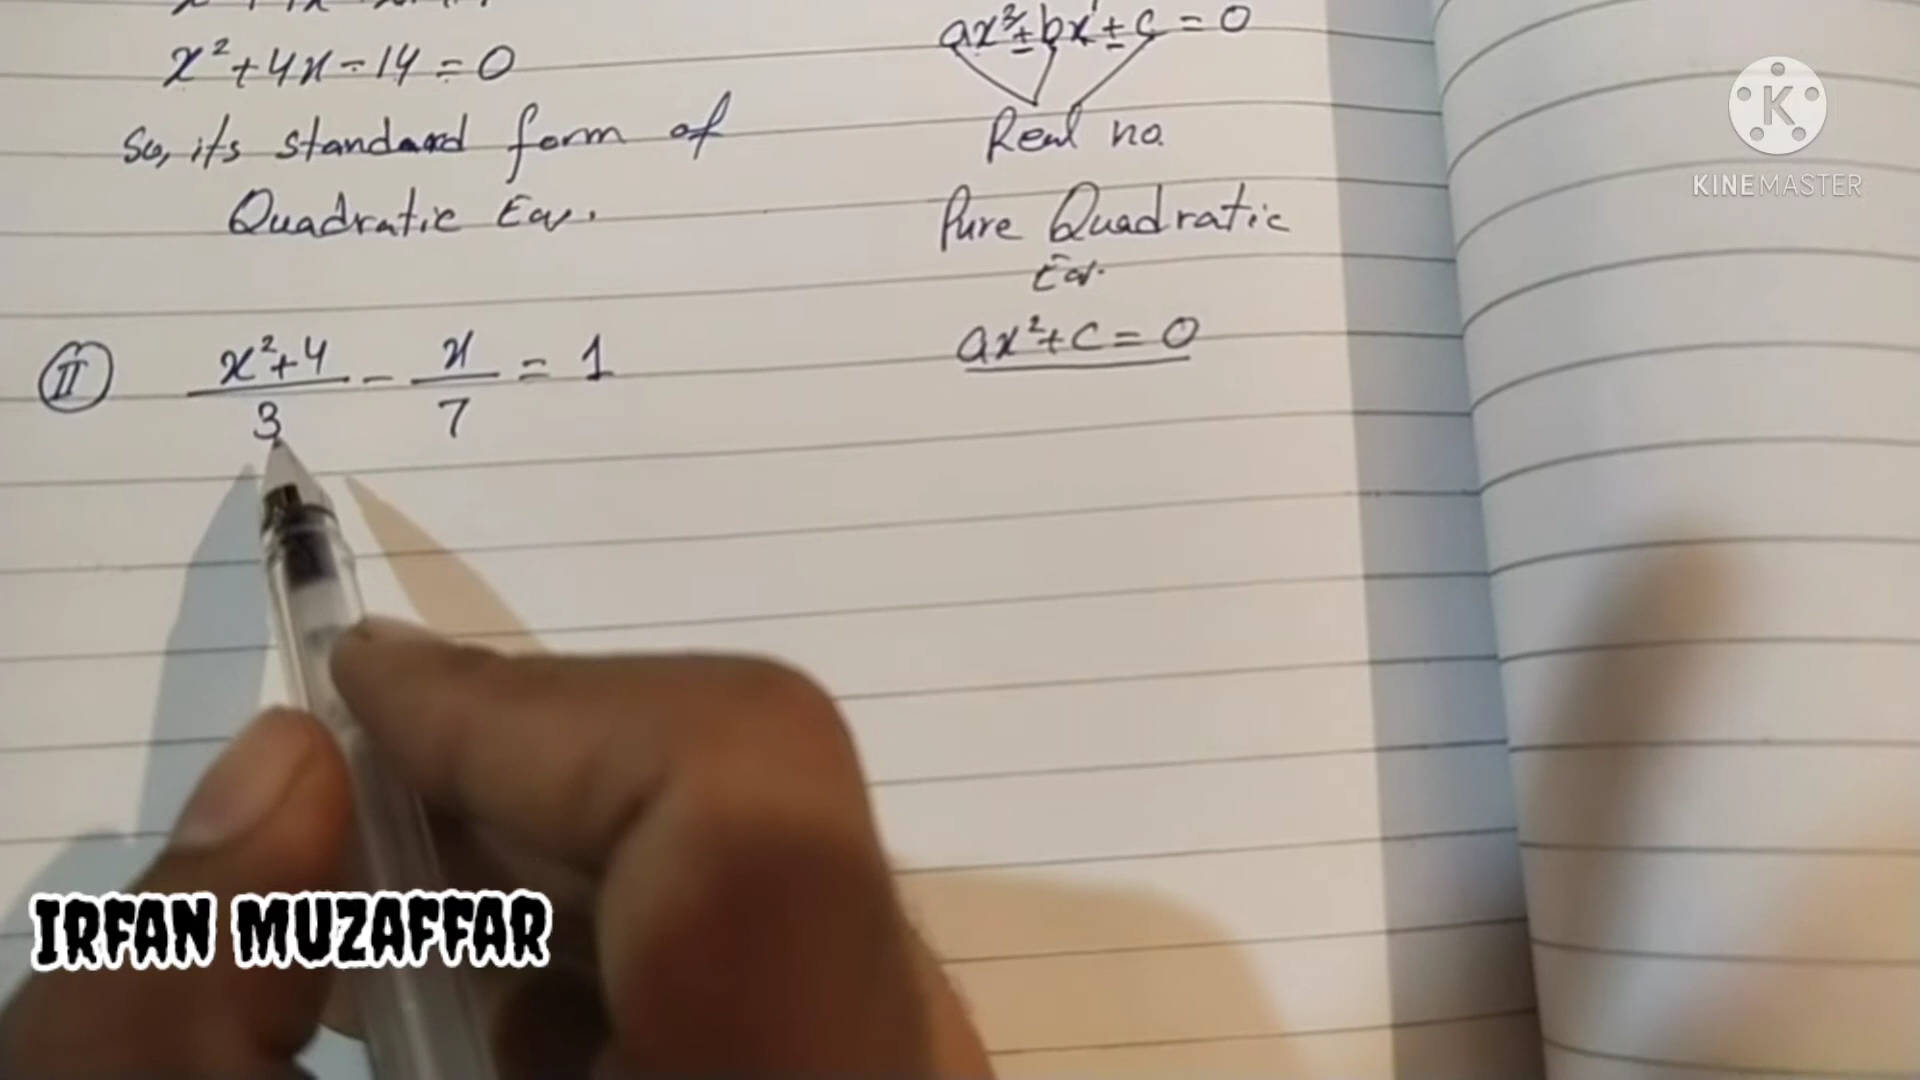 x²+4x-14=0
So, its standard form of
Quadratic Eq.
II (x²+4)/3 - x/7 = 1
ax²+bx¹+c=0
Real no.
Pure Quadratic
Eq.
ax²+c=0
K
KINEMASTER
IRFAN MUZAFFAR